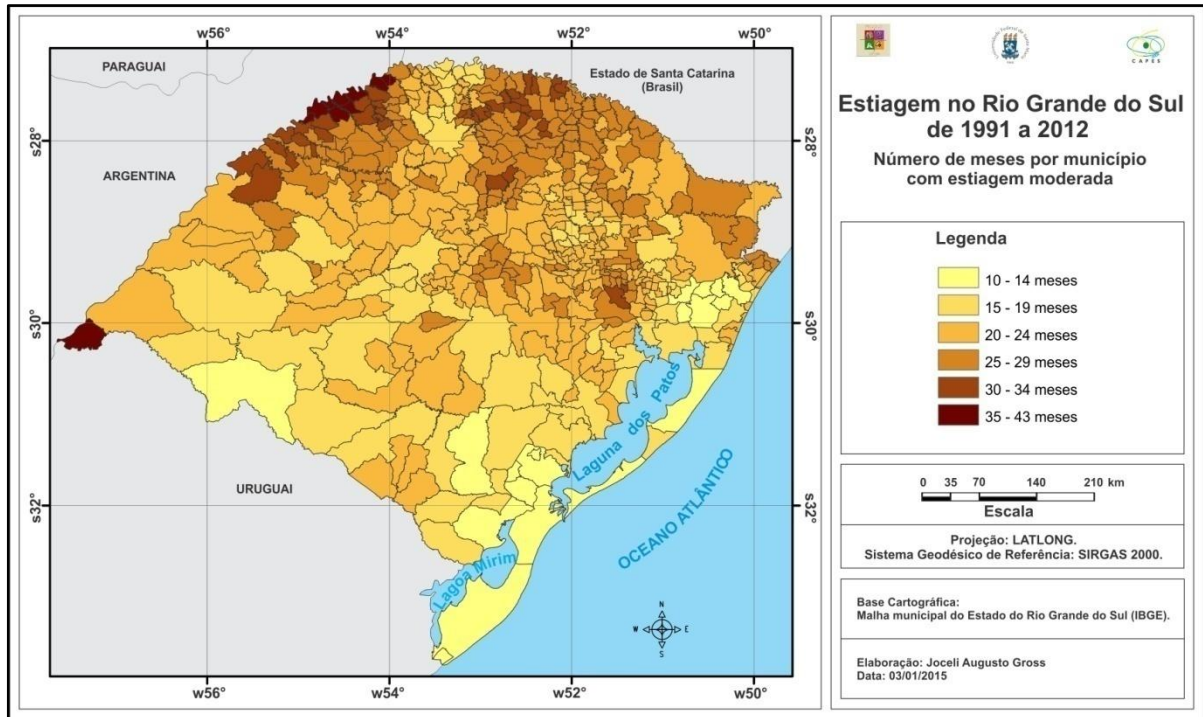 w56°
w54°
w52°
w50°
PARAGUAI
Estado de Santa Catarina
(Brasil)
s28°
s28°
ARGENTINA
s30°
s30°
Laguna dos Patos
URUGUAI
s32°
s32°
OCEANO ATLÂNTICO
Lagoa Mirim
N
W
E
S
w56°
w54°
w52°
w50°
CAPES
Estiagem no Rio Grande do Sul
de 1991 a 2012
Número de meses por município
com estiagem moderada
Legenda
10 - 14 meses
15 - 19 meses
20 - 24 meses
25 - 29 meses
30 - 34 meses
35 - 43 meses
0 35 70 140 210 km
Escala
Projeção: LATLONG.
Sistema Geodésico de Referência: SIRGAS 2000.
Base Cartográfica:
Malha municipal do Estado do Rio Grande do Sul (IBGE).
Elaboração: Joceli Augusto Gross
Data: 03/01/2015